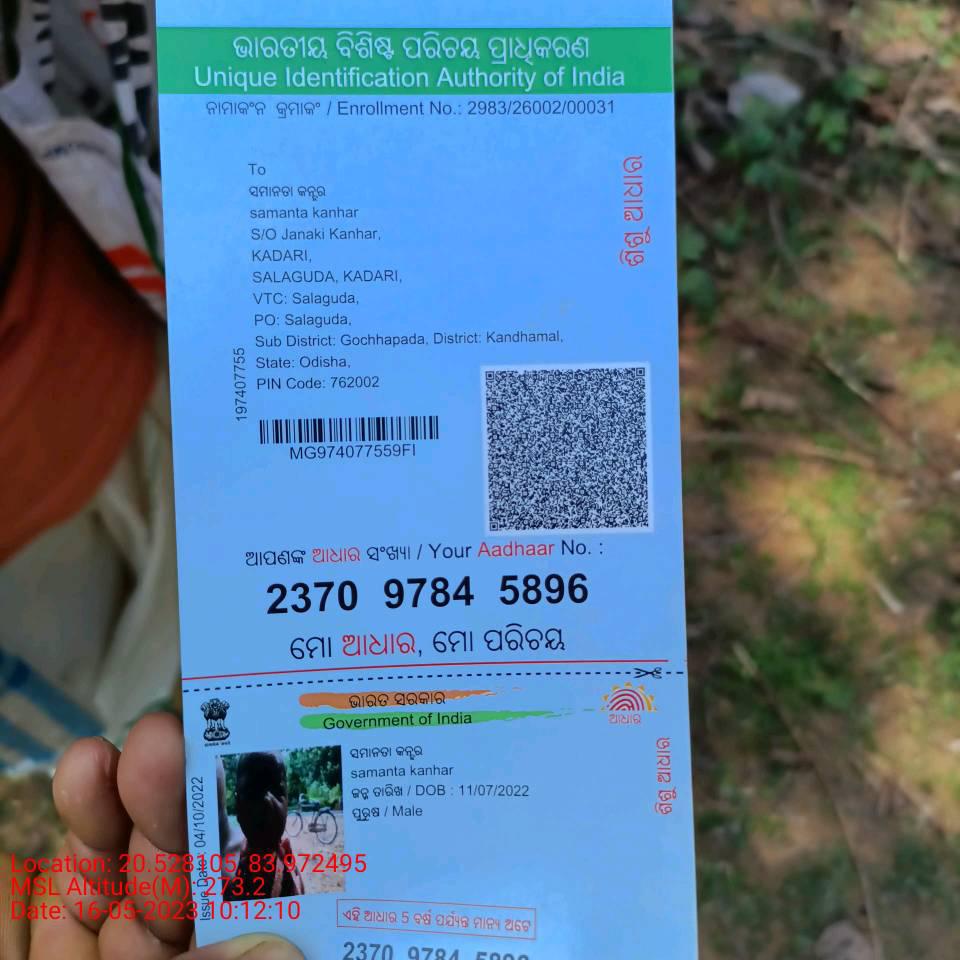 ଭାରତୀୟ ବିଶିଷ୍ଟ ପରିଚୟ ପ୍ରାଧିକରଣ
Unique Identification Authority of India
ନାମାକଂନ କ୍ରମାଙ୍କ / Enrollment No.: 2983/26002/00031
To
ସମାନତା କହ୍ନର
samanta kanhar
S/O Janaki Kanhar,
KADARI,
SALAGUDA, KADARI,
VTC: Salaguda,
PO: Salaguda,
Sub District: Gochhapada, District: Kandhamal,
State: Odisha,
PIN Code: 762002
197407755
ଶିଶୁ ଆଧାର
MG974077559FI
ଆପଣଙ୍କ ଆଧାର ସଂଖ୍ୟା / Your Aadhaar No. :
2370 9784 5896
ମୋ ଆଧାର, ମୋ ପରିଚୟ
ଭାରତ ସରକାର
Government of India
ଆଧାର
ସମାନତା କହ୍ନର
samanta kanhar
ଜନ୍ମ ତାରିଖ / DOB : 11/07/2022
ପୁରୁଷ / Male
ଶିଶୁ ଆଧାର
Issue Date: 04/10/2022
ଏହି ଆଧାର 5 ବର୍ଷ ପର୍ଯ୍ୟନ୍ତ ମାନ୍ୟ ଅଟେ
2370 9784 5896
Location: 20.528105, 83.972495
MSL Altitude(M): 273.2
Date: 16-05-2023 10:12:10